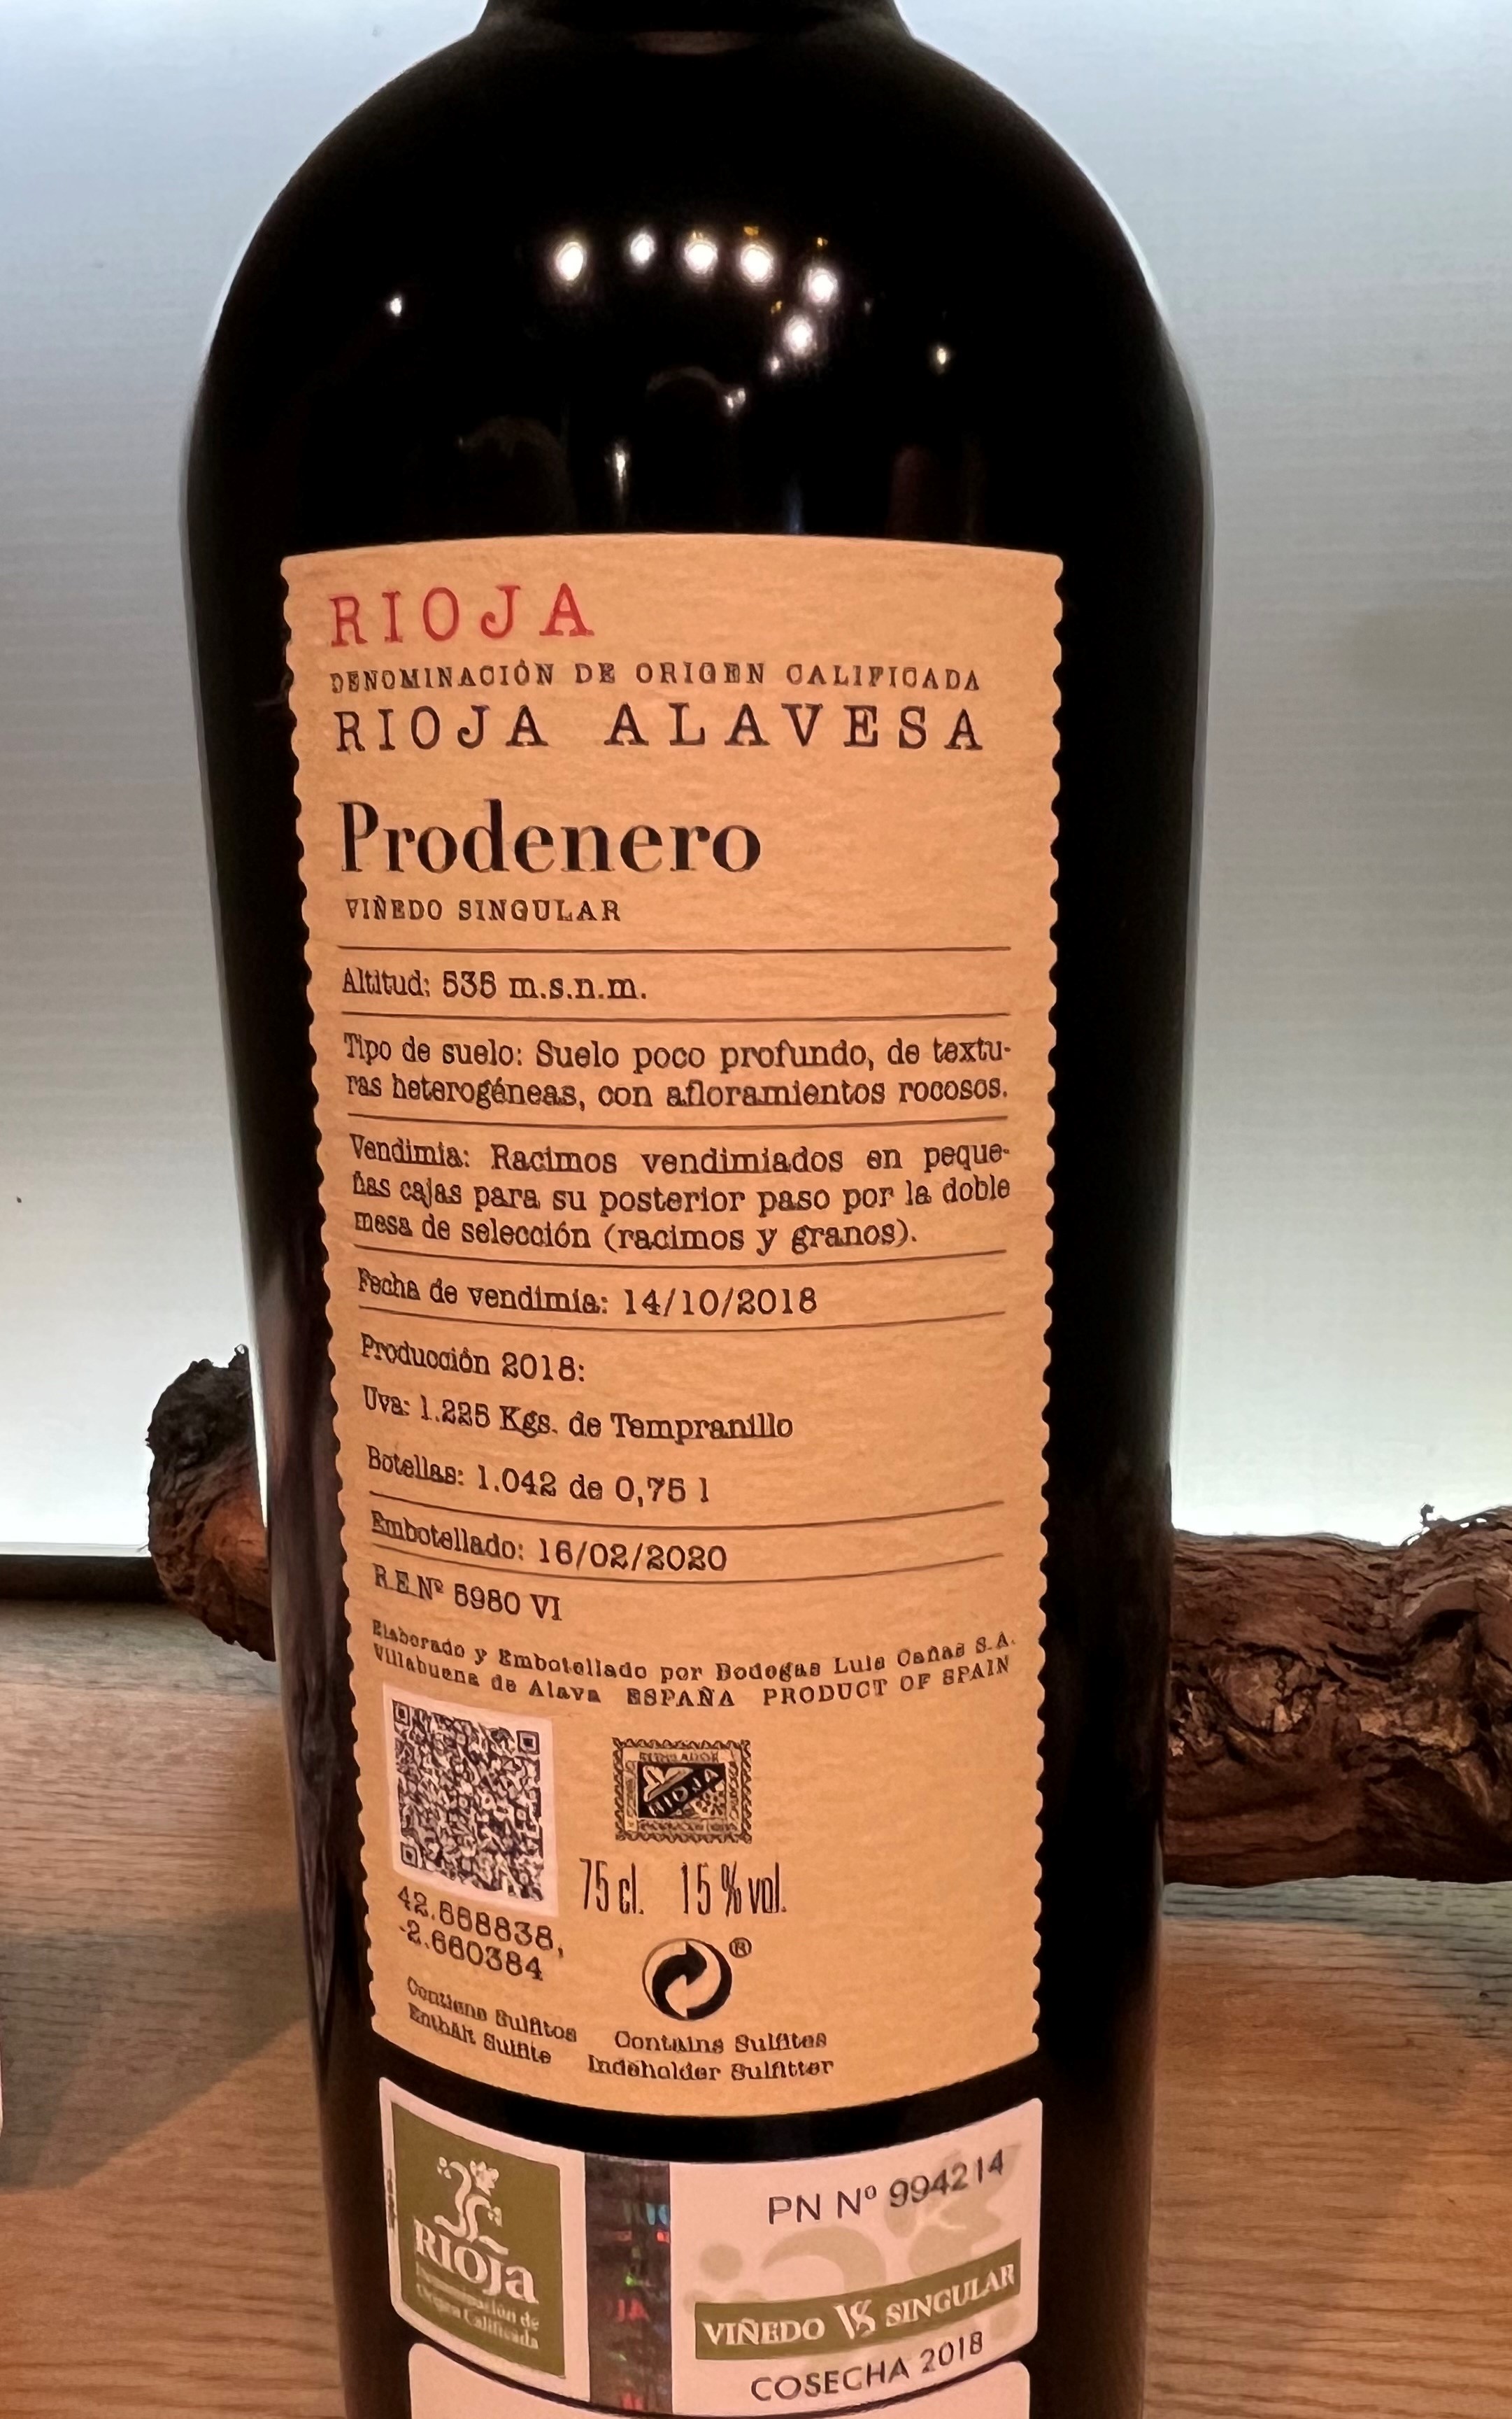 RIOJA
DENOMINACIÓN DE ORIGEN CALIFICADA
RIOJA ALAVESA
Prodenero
VIÑEDO SINGULAR
Altitud: 535 m.s.n.m.
Tipo de suelo: Suelo poco profundo, de textu-
ras heterogéneas, con afloramientos rocosos.
Vendimia: Racimos vendimiados en peque-
ñas cajas para su posterior paso por la doble
mesa de selección (racimos y granos).
Fecha de vendimia: 14/10/2018
Producción 2018:
Uva: 1.225 Kgs. de Tempranillo
Botellas: 1.042 de 0,75 l
Embotellado: 16/02/2020
R.E.Nº 5980 VI
Elaborado y Embotellado por Bodegas Luis Cañas S.A.
Villabuena de Alava ESPAÑA PRODUCT OF SPAIN
RIOJA
75 cl. 15 % vol.
42.558838,
-2.660384
®
Contiene Sulfitos Contains Sulfites
Enthält Sulfite Indeholder Sulfitter
RIOJa
Denominación de
Origen Calificada
PN Nº 994214
VIÑEDO VS SINGULAR
COSECHA 2018